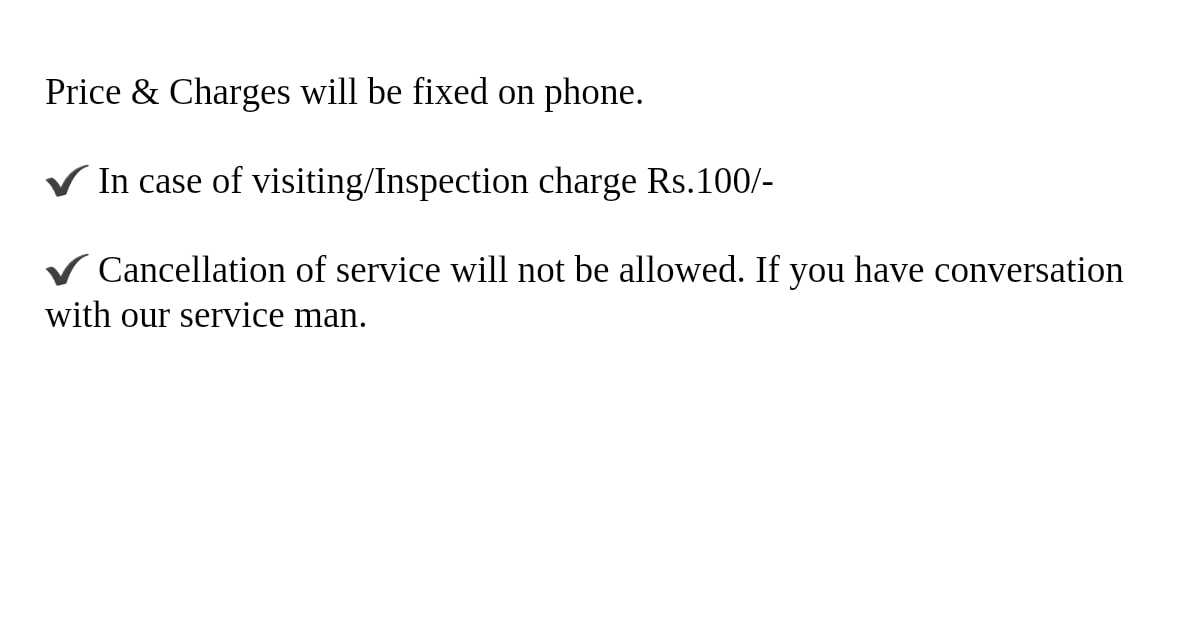 Price & Charges will be fixed on phone.
✔ In case of visiting/Inspection charge Rs.100/-
✔ Cancellation of service will not be allowed. If you have conversation
with our service man.